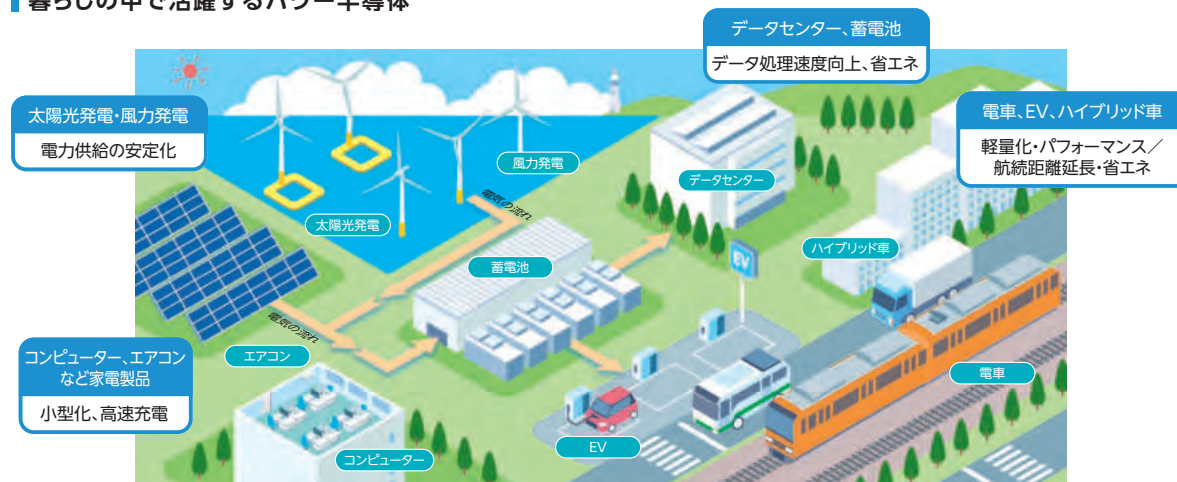 暮らしの中で活躍するパワー半導体
データセンター、蓄電池
データ処理速度向上、省エネ
太陽光発電・風力発電
電力供給の安定化
電車、EV、ハイブリッド車
軽量化・パフォーマンス／
航続距離延長・省エネ
風力発電
データセンター
電気の流れ
太陽光発電
ハイブリッド車
蓄電池
EV
電気の流れ
コンピューター、エアコン
など家電製品
小型化、高速充電
エアコン
電車
EV
コンピューター